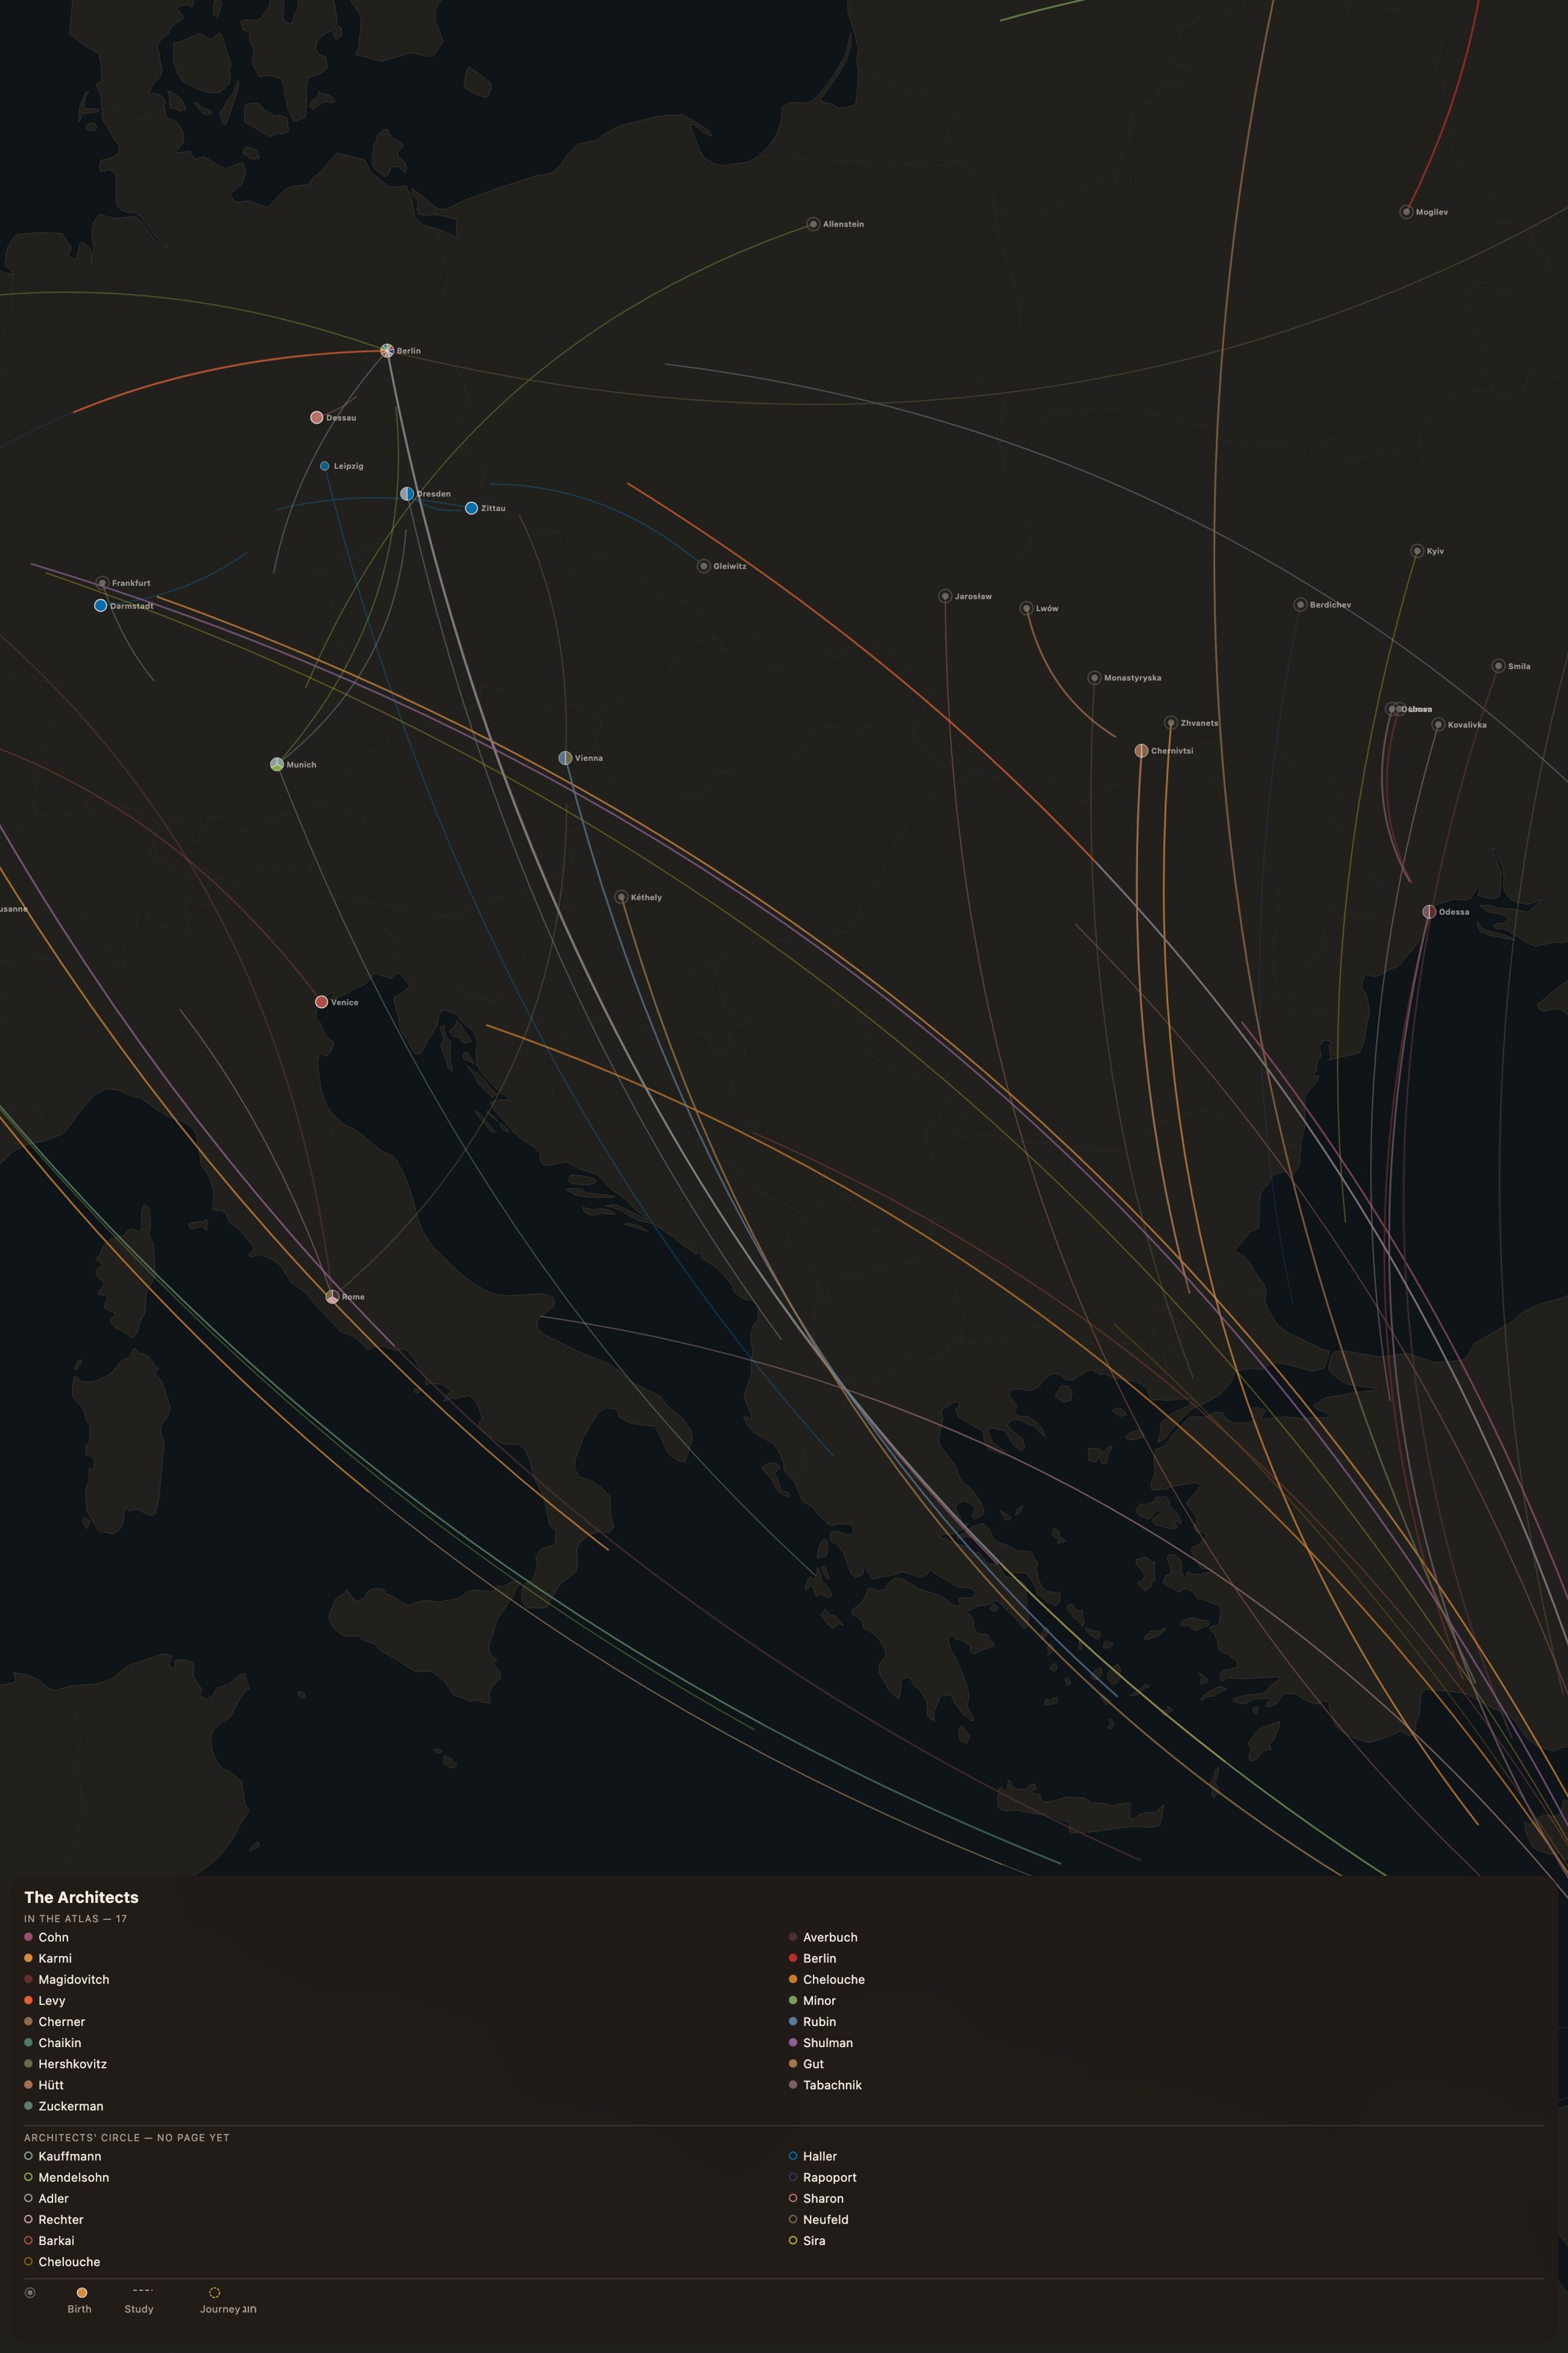 Mogilev
Allenstein
Berlin
Dessau
Leipzig
Dresden
Zittau
Kyiv
Gleiwitz
Frankfurt
Darmstadt
Jarosław
Lwów
Berdichev
Smila
Monastyryska
Uman
Zhvanets
Kovalivka
Chernivtsi
Vienna
Munich
Kéthely
usanne
Odessa
Venice
Rome
The Architects
IN THE ATLAS — 17
Cohn
Karmi
Magidovitch
Levy
Cherner
Chaikin
Hershkovitz
Hütt
Zuckerman
Averbuch
Berlin
Chelouche
Minor
Rubin
Shulman
Gut
Tabachnik
ARCHITECTS' CIRCLE — NO PAGE YET
Kauffmann
Mendelsohn
Adler
Rechter
Barkai
Chelouche
Haller
Rapoport
Sharon
Neufeld
Sira
Birth
Study
Journey חוג